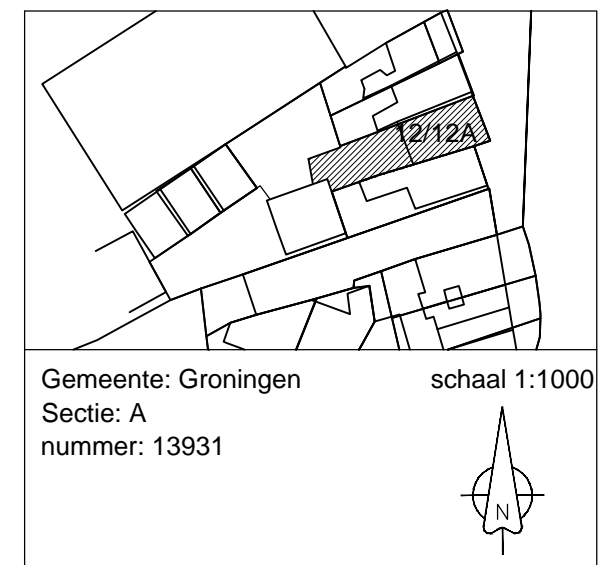 12/12A
Gemeente: Groningen schaal 1:1000
Sectie: A
nummer: 13931
N